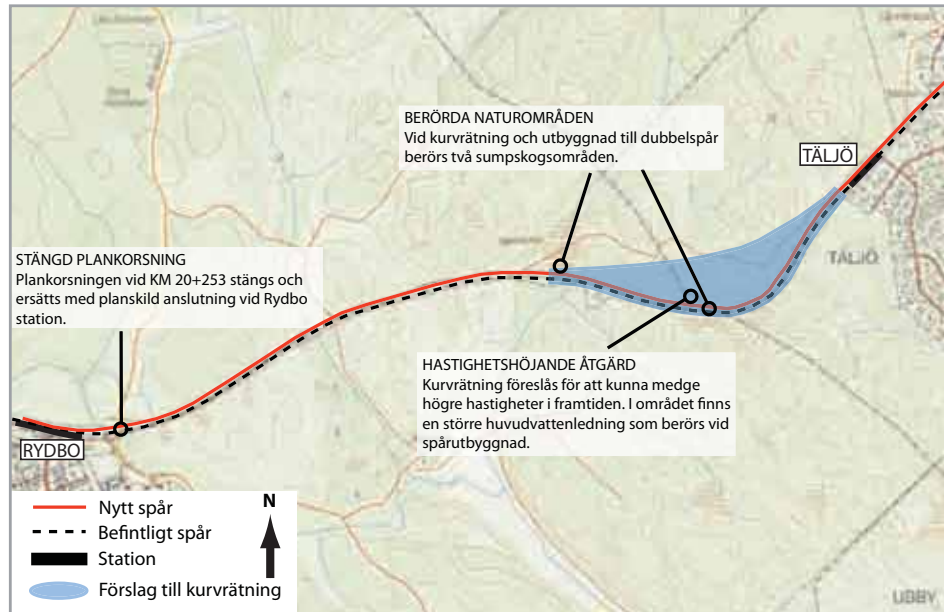 BERÖRDA NATUROMRÅDEN
Vid kurvrätning och utbyggnad till dubbelspår
berörs två sumpskogsområden.
TÄLJÖ
STÄNGD PLANKORSNING
Plankorsningen vid KM 20+253 stängs och
ersätts med planskild anslutning vid Rydbo
station.
TÄLJÖ
HASTIGHETSHÖJANDE ÅTGÄRD
Kurvrätning föreslås för att kunna medge
högre hastigheter i framtiden. I området finns
en större huvudvattenledning som berörs vid
spårutbyggnad.
RYDBO
Nytt spår
Befintligt spår
Station
Förslag till kurvrätning
N
UBBY